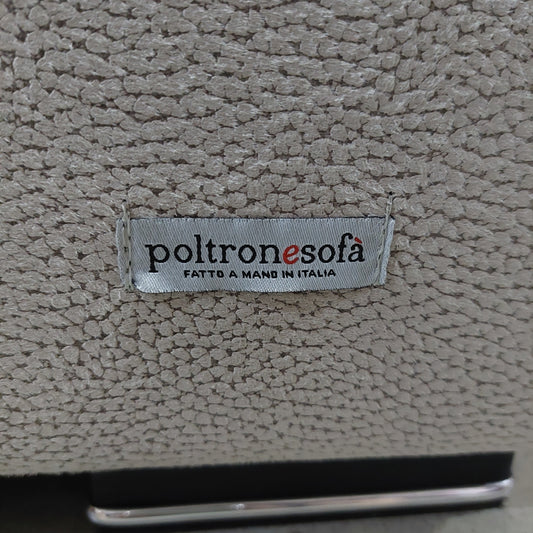 poltronesofà
FATTO A MANO IN ITALIA